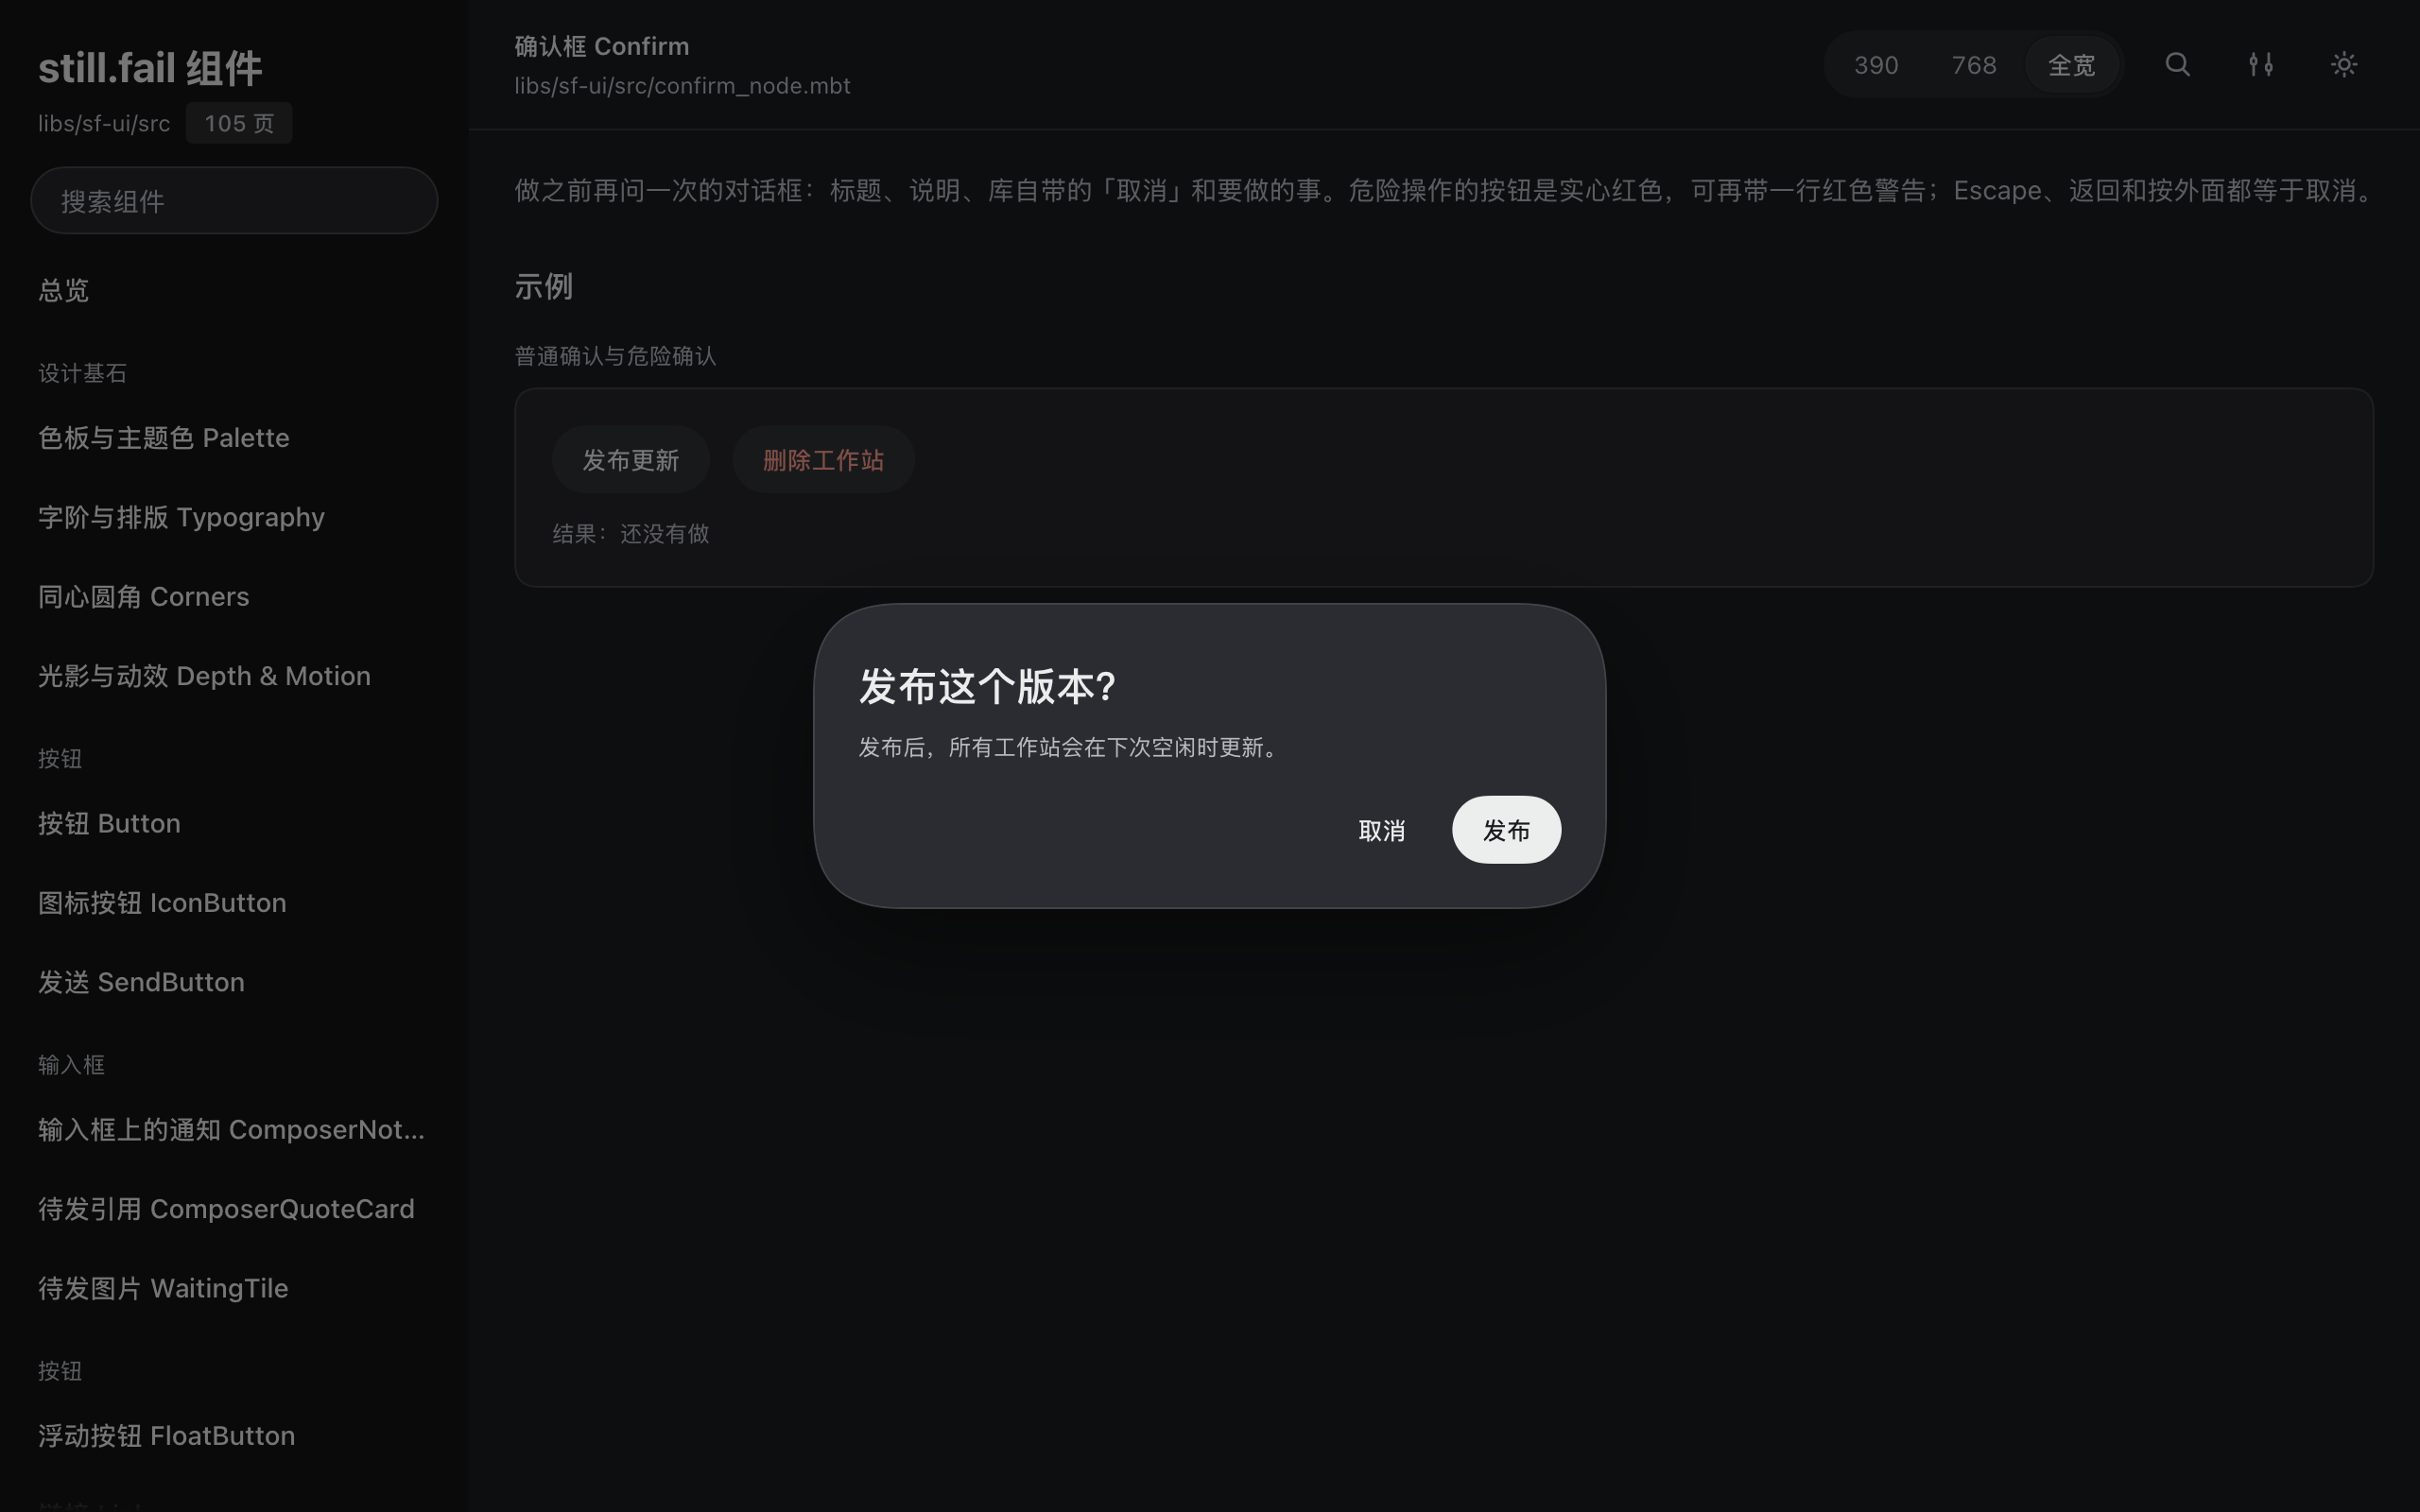 still.fail 组件
libs/sf-ui/src 105 页
搜索组件
总览
设计基石
色板与主题色 Palette
字阶与排版 Typography
同心圆角 Corners
光影与动效 Depth & Motion
按钮
按钮 Button
图标按钮 IconButton
发送 SendButton
输入框
输入框上的通知 ComposerNot...
待发引用 ComposerQuoteCard
待发图片 WaitingTile
按钮
浮动按钮 FloatButton
确认框 Confirm
libs/sf-ui/src/confirm_node.mbt
390 768 全宽
做之前再问一次的对话框：标题、说明、库自带的「取消」和要做的事。危险操作的按钮是实心红色，可再带一行红色警告；Escape、返回和按外面都等于取消。
示例
普通确认与危险确认
发布更新 删除工作站
结果：还没有做
发布这个版本?
发布后，所有工作站会在下次空闲时更新。
取消 发布